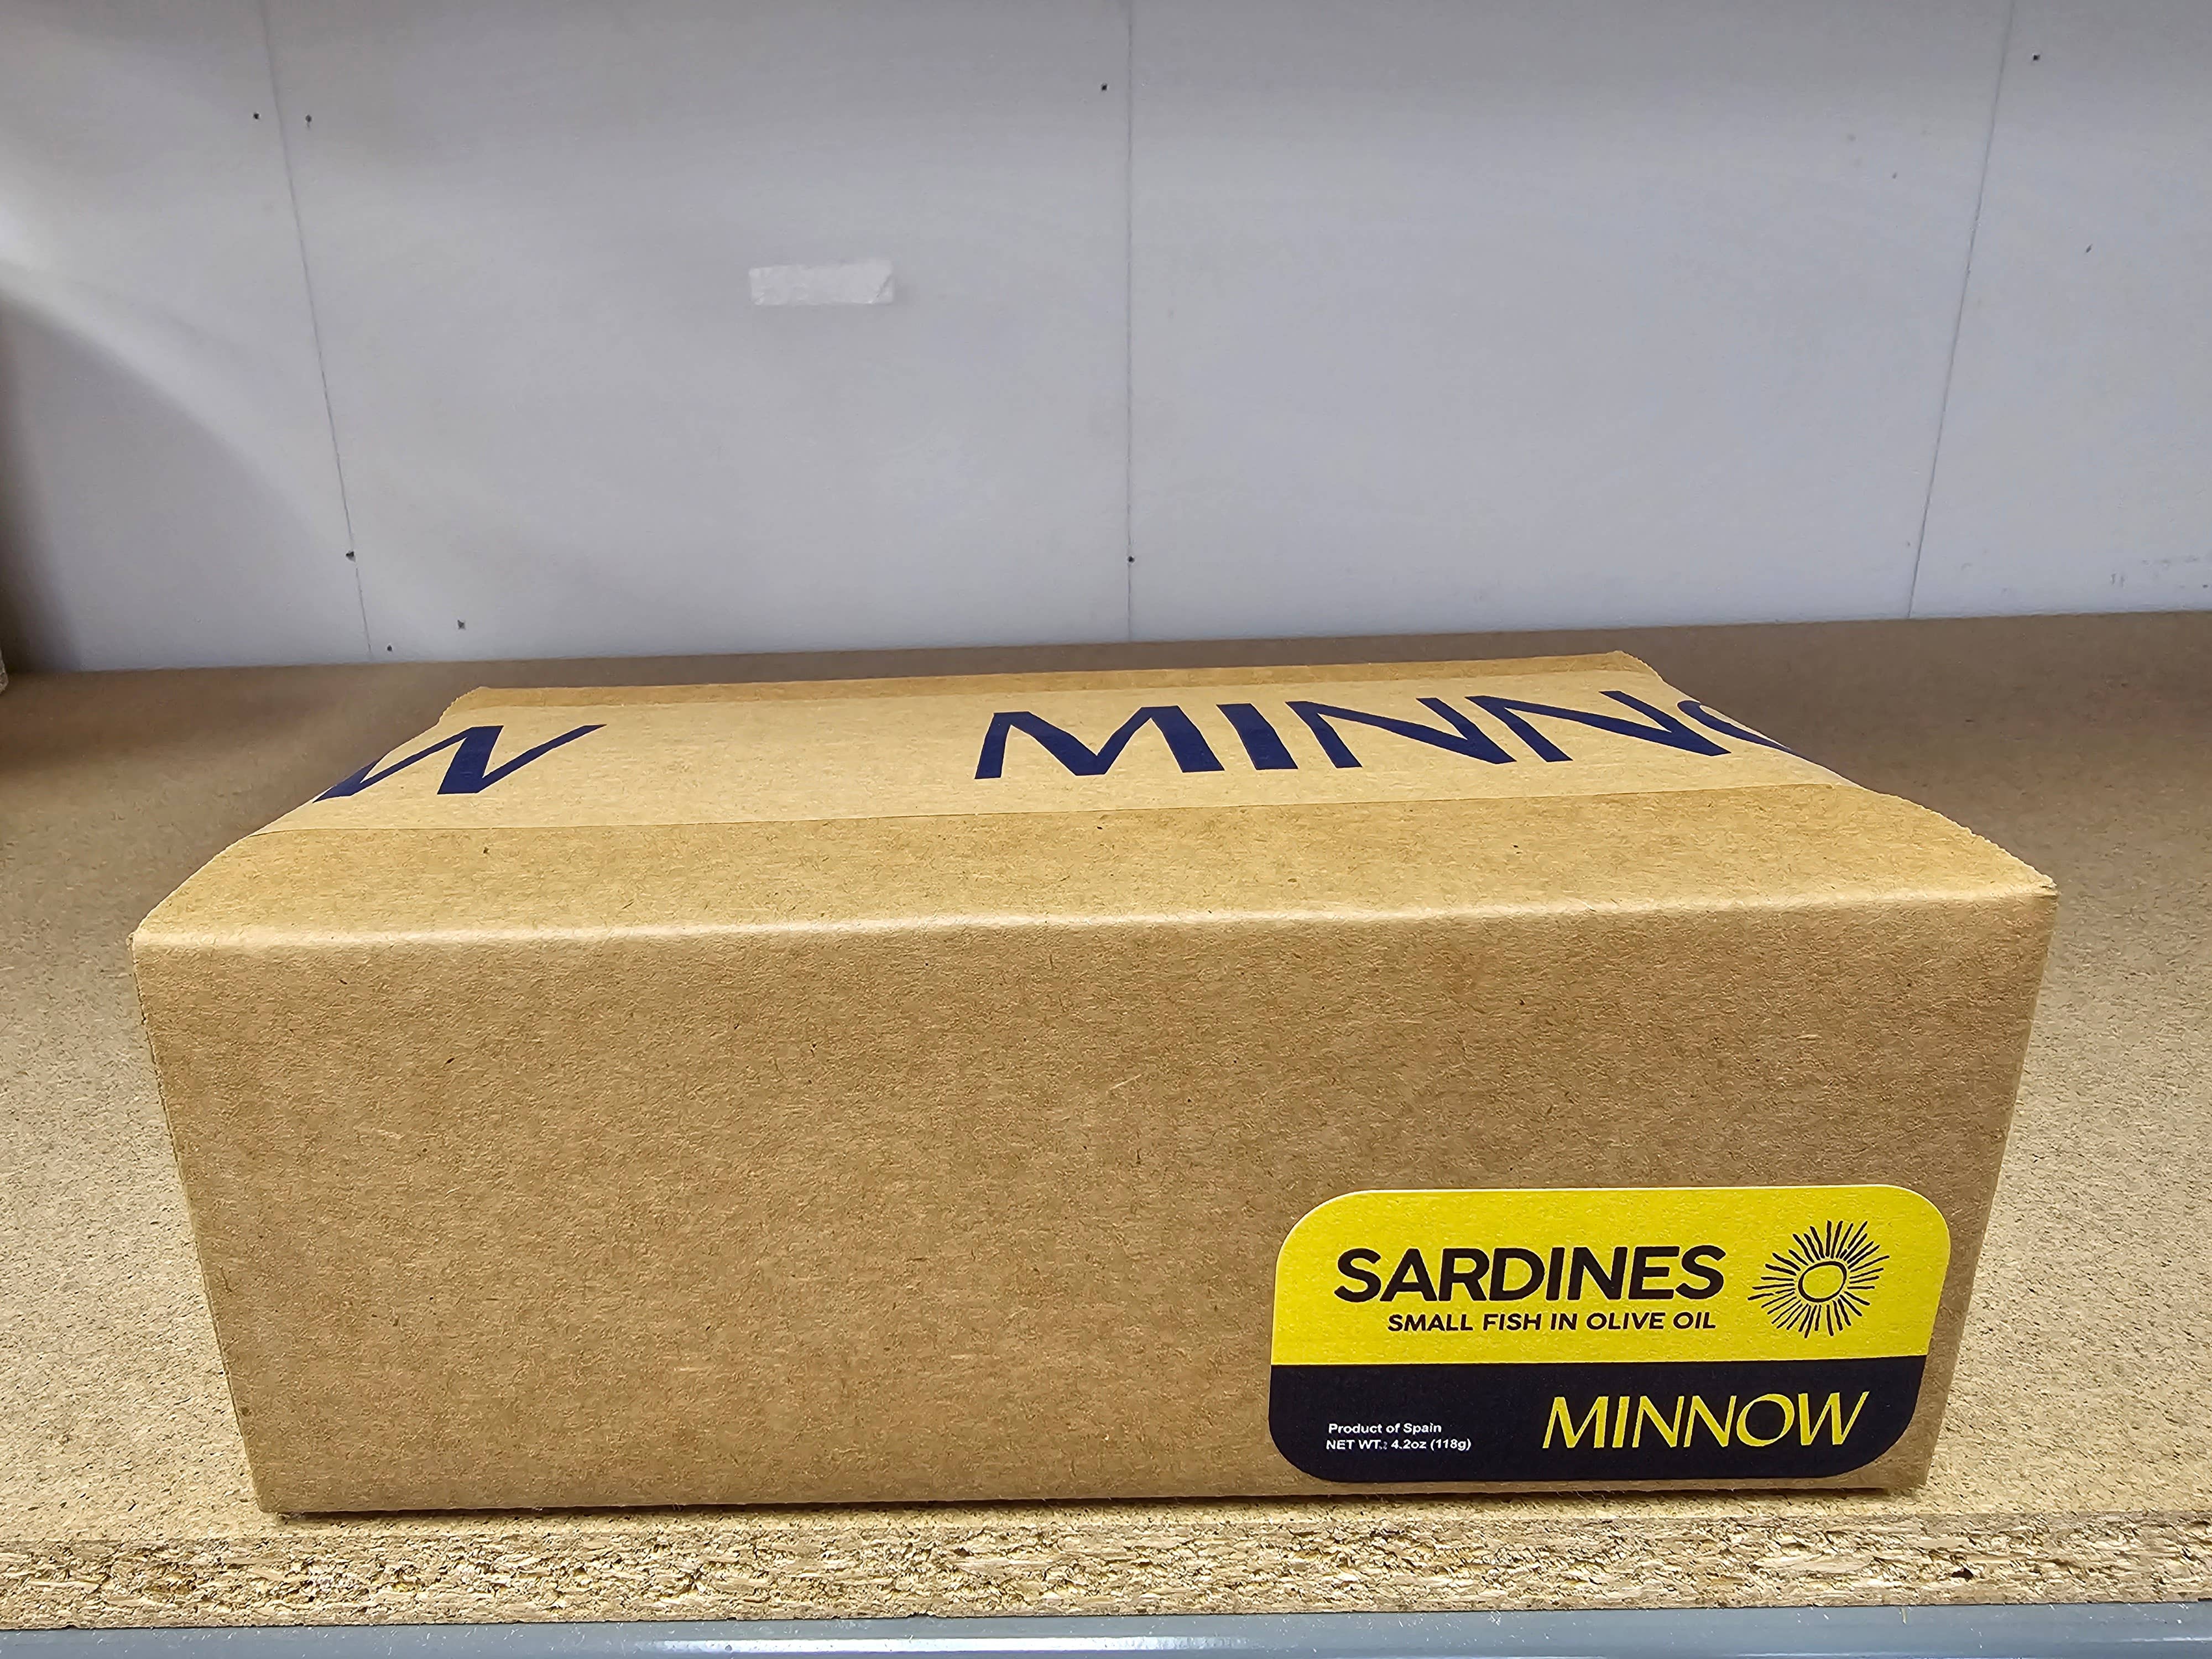 W MINNO
SARDINES
SMALL FISH IN OLIVE OIL
Product of Spain
NET WT.: 4.2oz (118g)
MINNOW